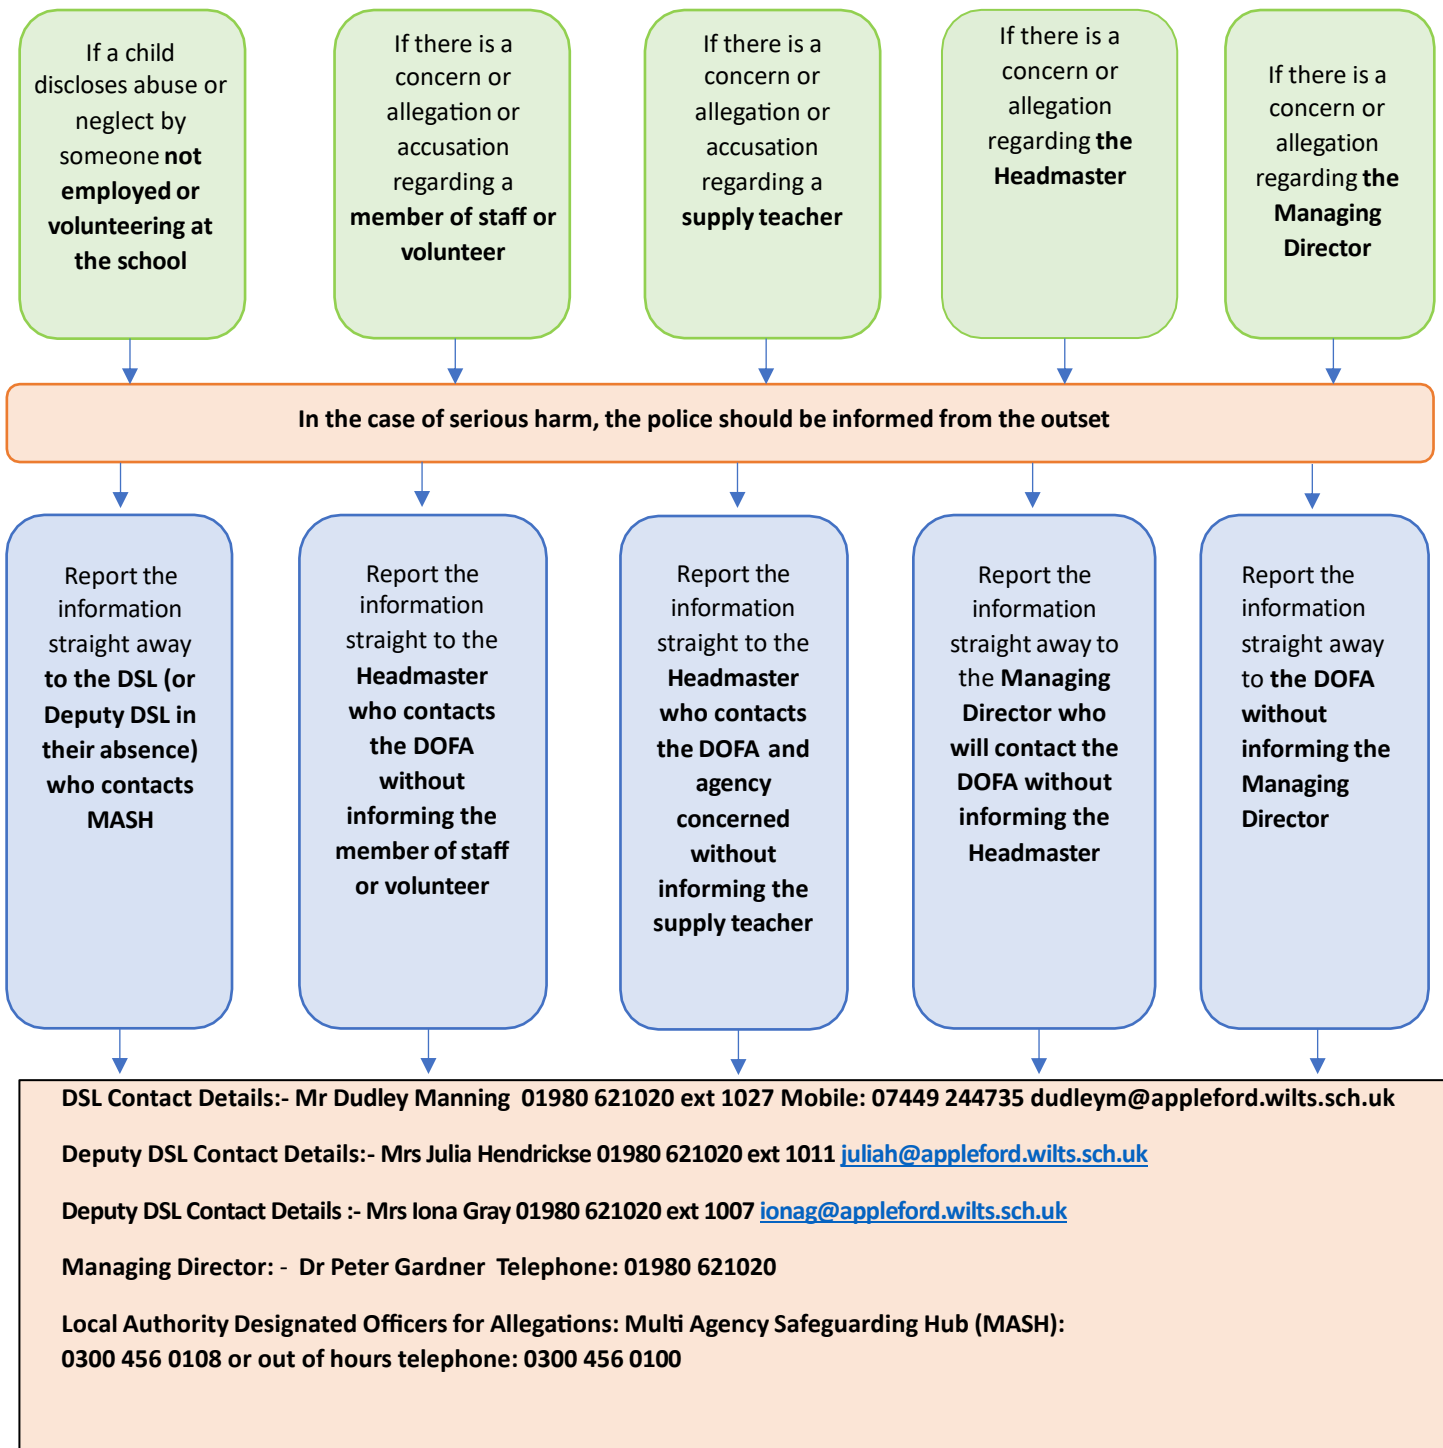 If a child
discloses abuse or
neglect by
someone not
employed or
volunteering at
the school
If there is a
concern or
allegation or
accusation
regarding a
member of staff or
volunteer
If there is a
concern or
allegation or
accusation
regarding a
supply teacher
If there is a
concern or
allegation
regarding the
Headmaster
If there is a
concern or
allegation
regarding the
Managing
Director
In the case of serious harm, the police should be informed from the outset
Report the
information
straight away
to the DSL (or
Deputy DSL in
their absence)
who contacts
MASH
Report the
information
straight to the
Headmaster
who contacts
the DOFA
without
informing the
member of staff
or volunteer
Report the
information
straight to the
Headmaster
who contacts
the DOFA and
agency
concerned
without
informing the
supply teacher
Report the
information
straight away to
the Managing
Director who
will contact the
DOFA without
informing the
Headmaster
Report the
information
straight away
to the DOFA
without
informing the
Managing
Director
DSL Contact Details:- Mr Dudley Manning 01980 621020 ext 1027 Mobile: 07449 244735 dudleym@appleford.wilts.sch.uk
Deputy DSL Contact Details:- Mrs Julia Hendrickse 01980 621020 ext 1011 juliah@appleford.wilts.sch.uk
Deputy DSL Contact Details :- Mrs Iona Gray 01980 621020 ext 1007 ionag@appleford.wilts.sch.uk
Managing Director: - Dr Peter Gardner Telephone: 01980 621020
Local Authority Designated Officers for Allegations: Multi Agency Safeguarding Hub (MASH):
0300 456 0108 or out of hours telephone: 0300 456 0100